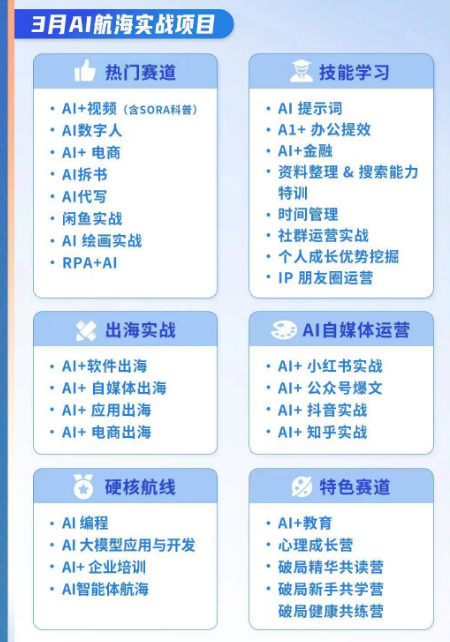 3月AI航海实战项目
热门赛道
• AI+视频（含SORA科普）
• AI数字人
• AI+ 电商
• AI拆书
• AI代写
• 闲鱼实战
• AI 绘画实战
• RPA+AI
技能学习
• AI 提示词
• A1+ 办公提效
• AI+金融
• 资料整理 & 搜索能力
特训
• 时间管理
• 社群运营实战
• 个人成长优势挖掘
• IP 朋友圈运营
出海实战
• AI+软件出海
• AI+ 自媒体出海
• AI+ 应用出海
• AI+ 电商出海
AI自媒体运营
• AI+ 小红书实战
• AI+ 公众号爆文
• AI+ 抖音实战
• AI+ 知乎实战
硬核航线
• AI 编程
• AI 大模型应用与开发
• AI+ 企业培训
• AI智能体航海
特色赛道
• AI+教育
• 心理成长营
• 破局精华共读营
• 破局新手共学营
破局健康共练营